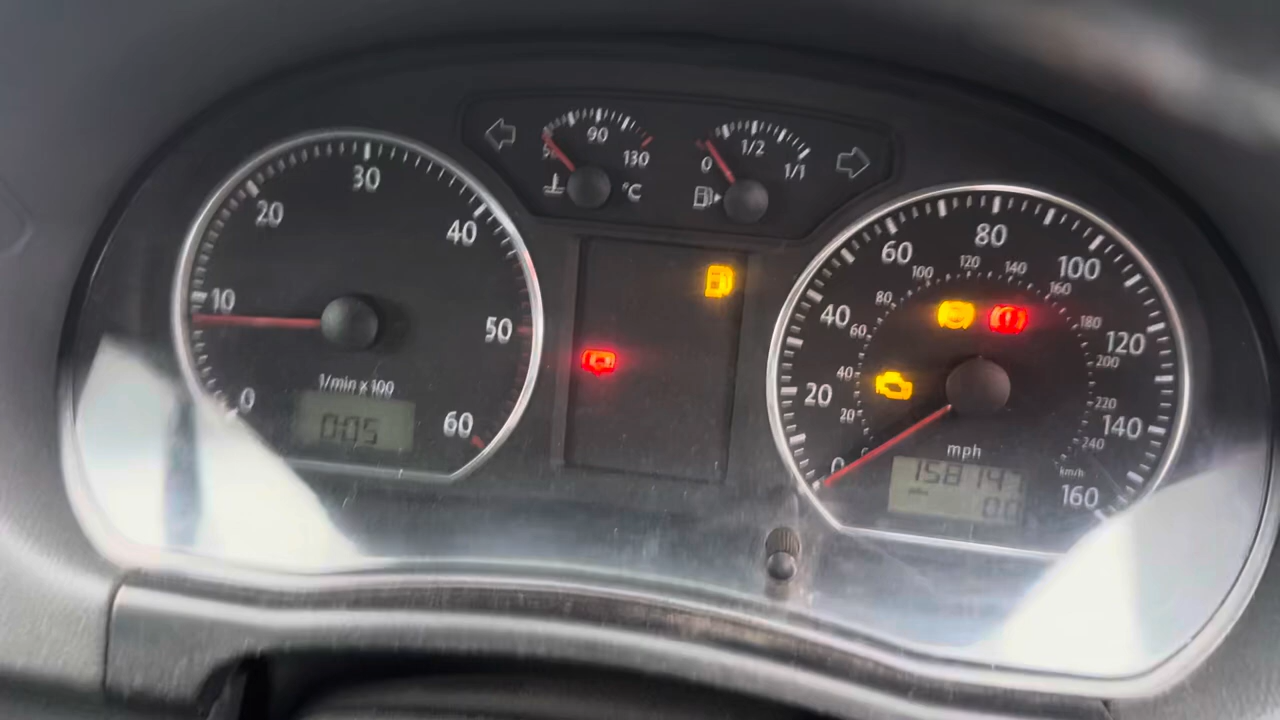 50 90 130
°C
0 1/2 1/1
0 10 20 30 40 50 60
1/min x 100
0:05
0 20 40 60 80 100 120 140 160
20 40 60 80 100 120 140 160 180 200 220 240
mph
km/h
0.0